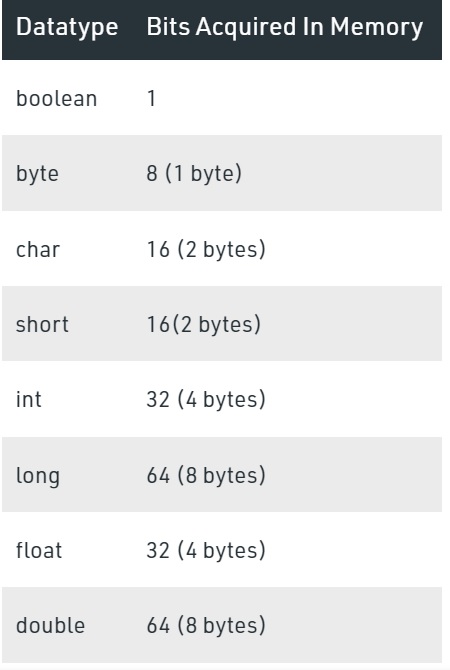 Datatype Bits Acquired In Memory
boolean 1
byte 8 (1 byte)
char 16 (2 bytes)
short 16(2 bytes)
int 32 (4 bytes)
long 64 (8 bytes)
float 32 (4 bytes)
double 64 (8 bytes)